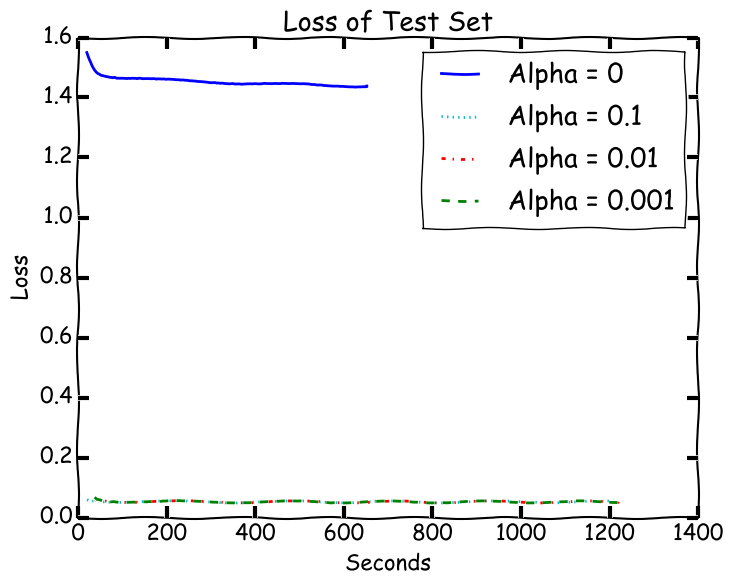 Loss of Test Set
1.6
1.4
1.2
1.0
0.8
0.6
0.4
0.2
0.0
Loss
Alpha = 0
Alpha = 0.1
Alpha = 0.01
Alpha = 0.001
0 200 400 600 800 1000 1200 1400
Seconds